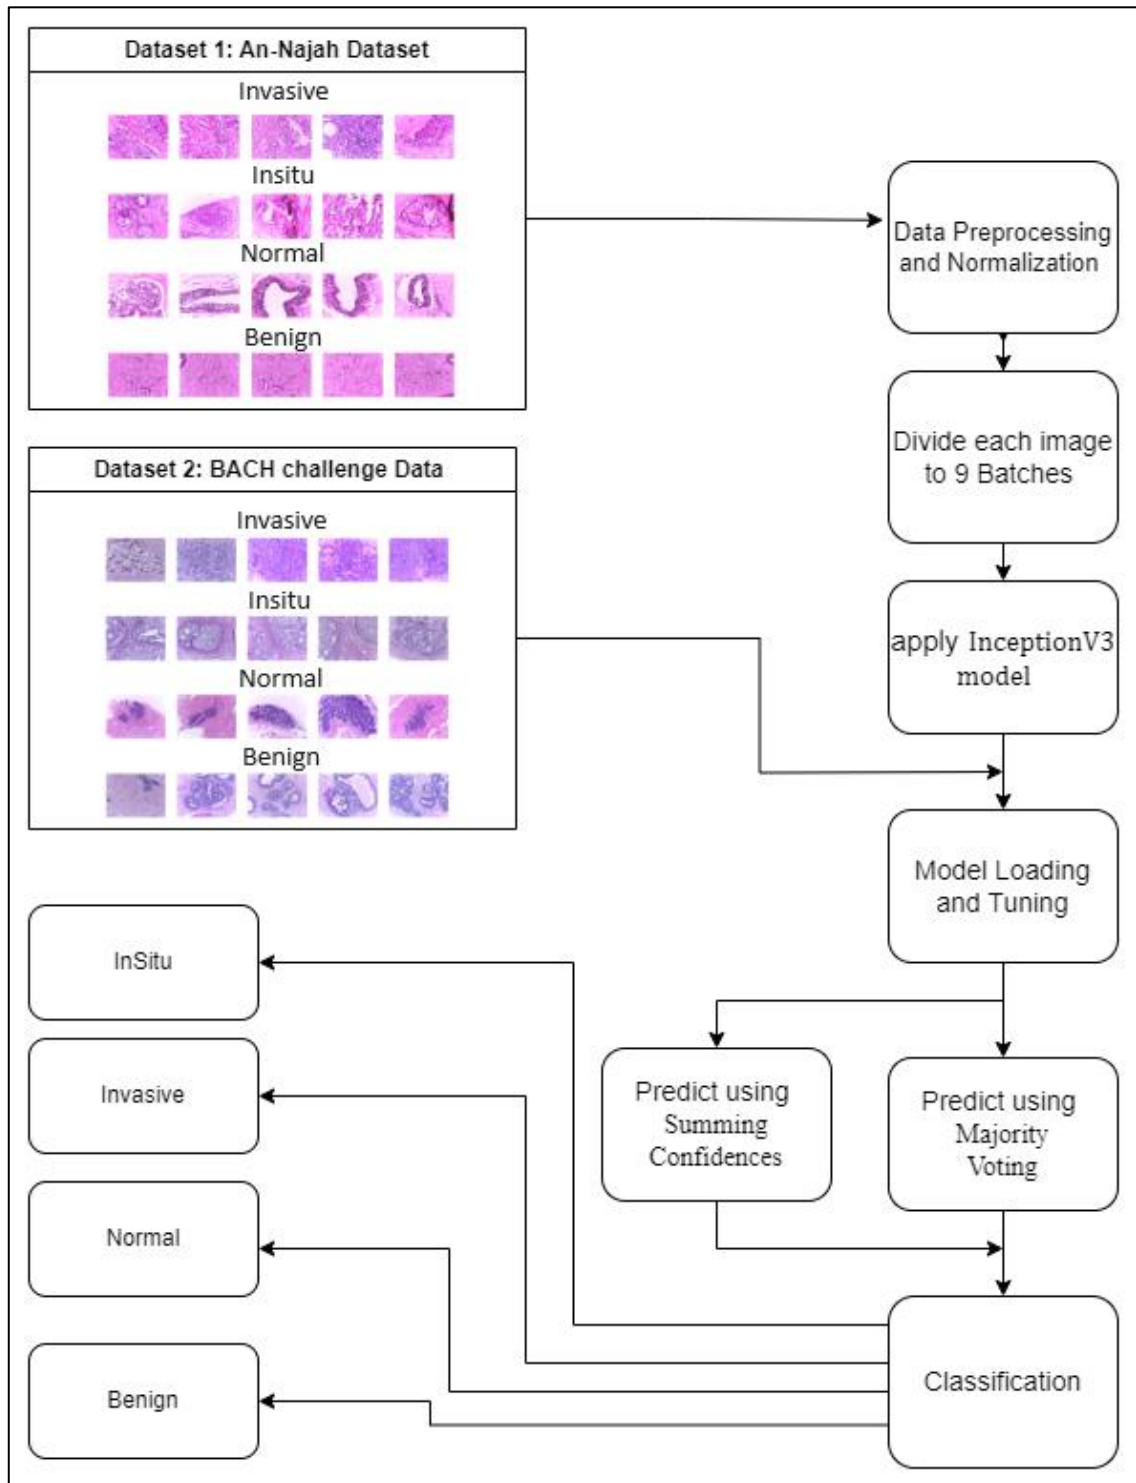 Dataset 1: An-Najah Dataset
Invasive
Insitu
Normal
Benign
Data Preprocessing
and Normalization
Divide each image
to 9 Batches
Dataset 2: BACH challenge Data
Invasive
Insitu
Normal
Benign
apply InceptionV3
model
Model Loading
and Tuning
Predict using
Summing
Confidences
Predict using
Majority
Voting
Classification
InSitu
Invasive
Normal
Benign